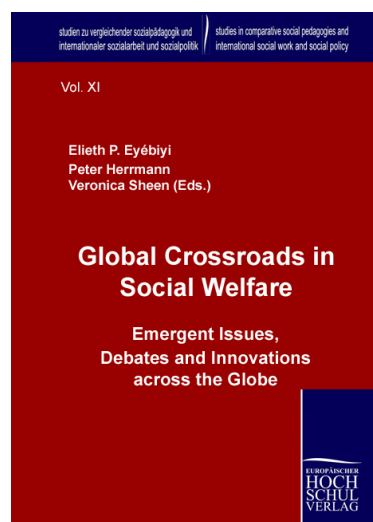 studien zu vergleichender sozialpädagogik und
internationaler sozialarbeit und sozialpolitik
studies in comparative social pedagogies and
international social work and social policy
Vol. XI
Elieth P. Eyébiyi
Peter Herrmann
Veronica Sheen (Eds.)
Global Crossroads in
Social Welfare
Emergent Issues,
Debates and Innovations
across the Globe
EUROPÄISCHER
HOCH
SCHUL
VERLAG